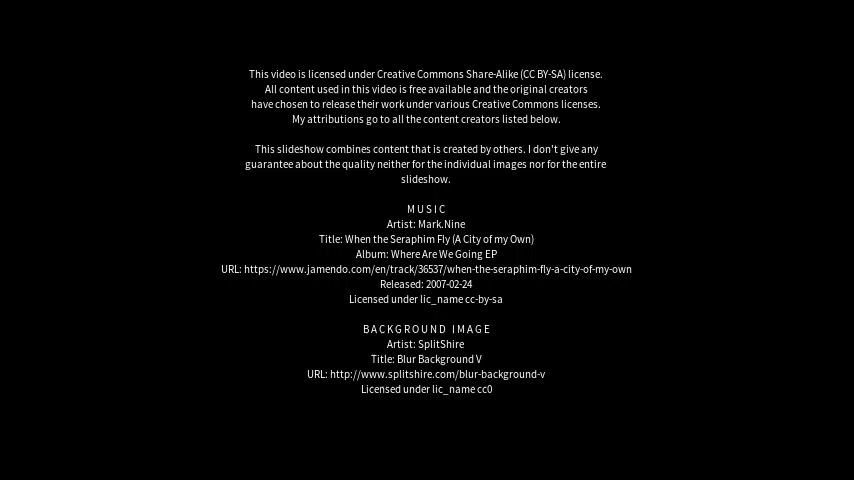 This video is licensed under Creative Commons Share-Alike (CC BY-SA) license.
All content used in this video is free available and the original creators
have chosen to release their work under various Creative Commons licenses.
My attributions go to all the content creators listed below.
This slideshow combines content that is created by others. I don't give any
guarantee about the quality neither for the individual images nor for the entire
slideshow.
MUSIC
Artist: Mark.Nine
Title: When the Seraphim Fly (A City of my Own)
Album: Where Are We Going EP
URL: https://www.jamendo.com/en/track/36537/when-the-seraphim-fly-a-city-of-my-own
Released: 2007-02-24
Licensed under lic_name cc-by-sa
BACKGROUND IMAGE
Artist: SplitShire
Title: Blur Background V
URL: http://www.splitshire.com/blur-background-v
Licensed under lic_name cc0